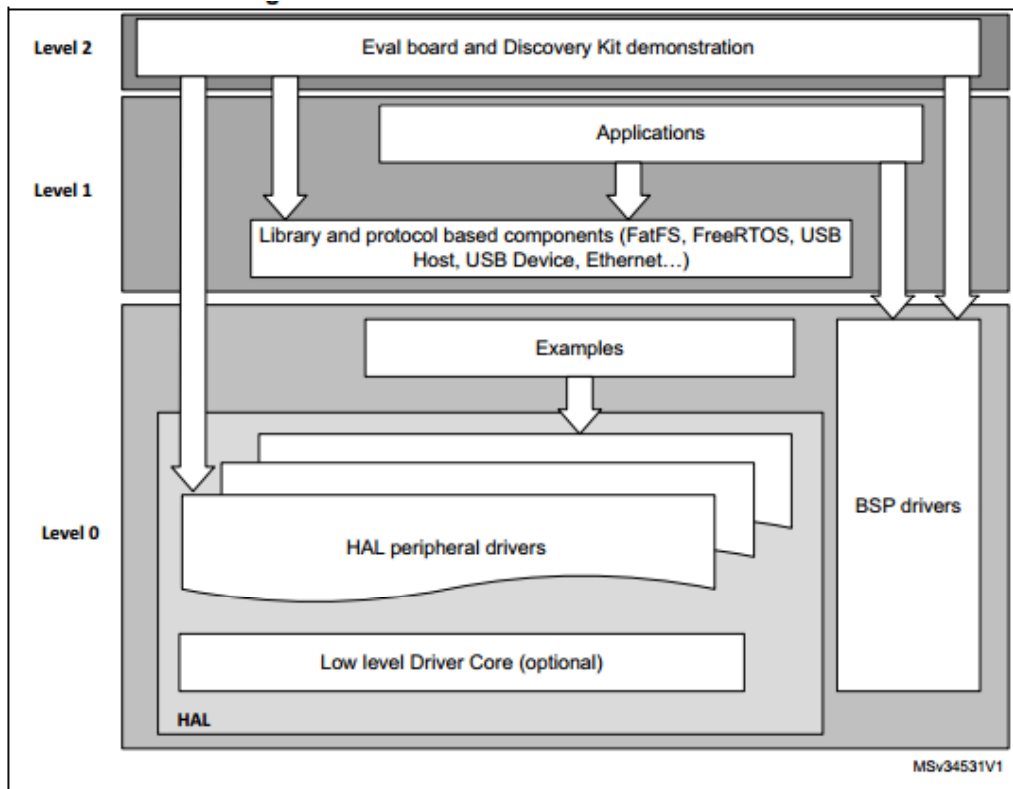 Level 2
Eval board and Discovery Kit demonstration
Applications
Level 1
Library and protocol based components (FatFS, FreeRTOS, USB
Host, USB Device, Ethernet…)
Examples
BSP drivers
Level 0
HAL peripheral drivers
Low level Driver Core (optional)
HAL
MSv34531V1